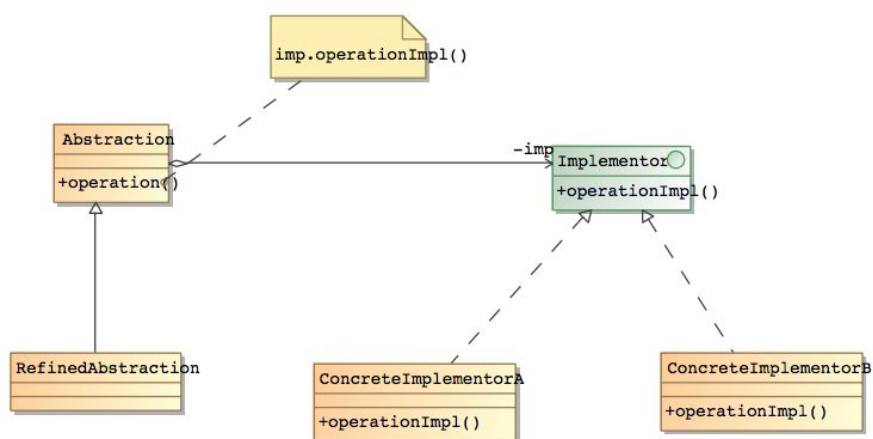 imp.operationImpl()
Abstraction
+operation()
-imp
Implementor
+operationImpl()
RefinedAbstraction
ConcreteImplementorA
+operationImpl()
ConcreteImplementorB
+operationImpl()